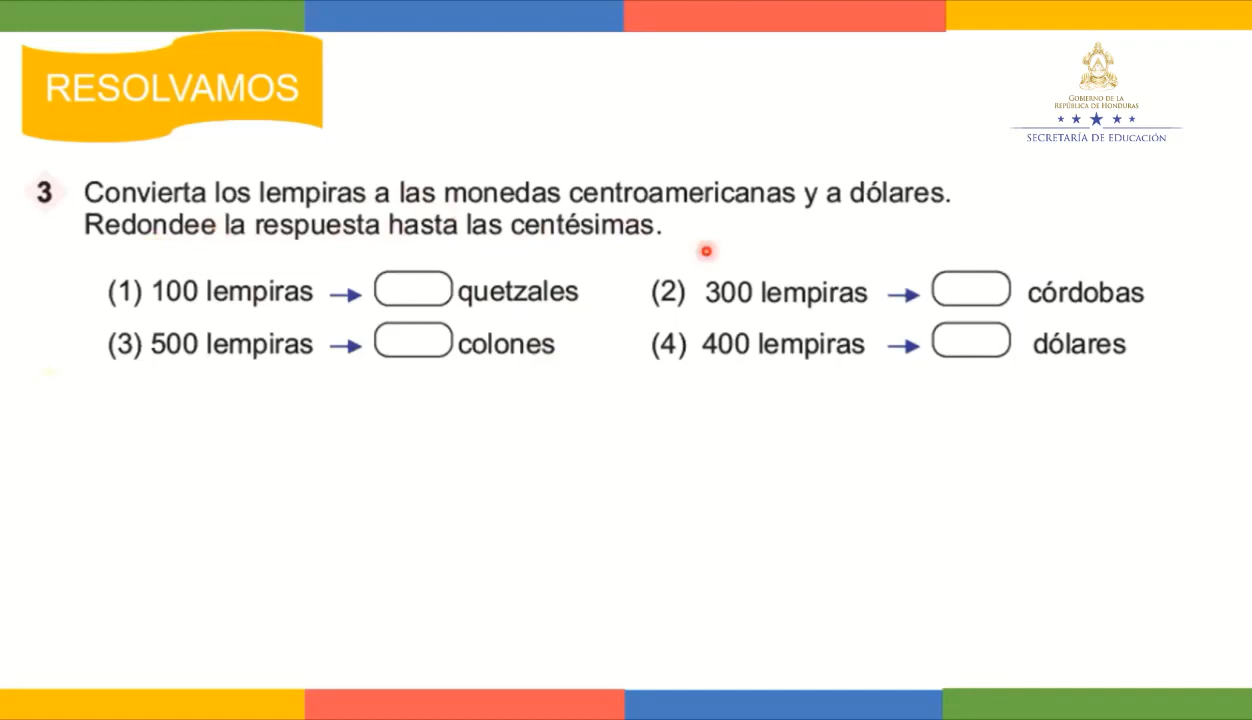 RESOLVAMOS
GOBIERNO DE LA
REPÚBLICA DE HONDURAS
SECRETARÍA DE EDUCACIÓN
3 Convierta los lempiras a las monedas centroamericanas y a dólares.
Redondee la respuesta hasta las centésimas.
(1) 100 lempiras → quetzales (2) 300 lempiras → córdobas
(3) 500 lempiras → colones (4) 400 lempiras → dólares